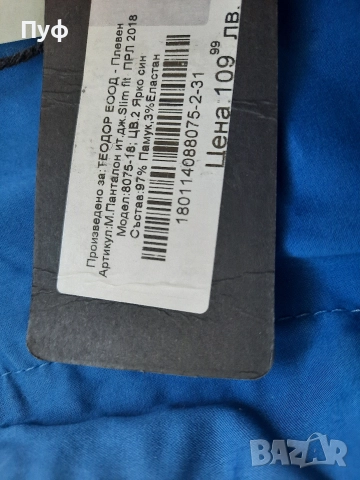 Пуф
Произведено за:ТЕОДОР ЕООД - Плевен
Артикул:М.Панталон ит.дж.Slim fit ПРЛ 2018
Модел:8075-18; ЦВ.2 Ярко син
Състав:97% Памук,3%Еластан
180114088075-2-31
Цена:109 99 лв.
BAZAR